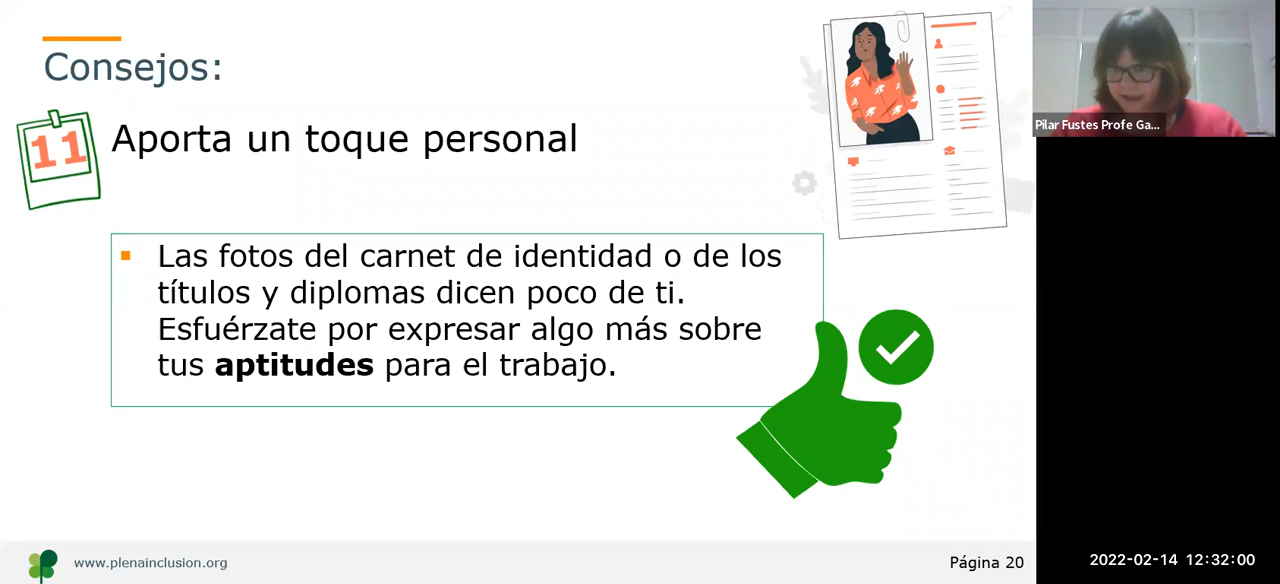 Consejos:
11
Aporta un toque personal
Las fotos del carnet de identidad o de los
títulos y diplomas dicen poco de ti.
Esfuérzate por expresar algo más sobre
tus aptitudes para el trabajo.
www.plenainclusion.org
Página 20
Pilar Fustes Profe Ga...
2022-02-14 12:32:00